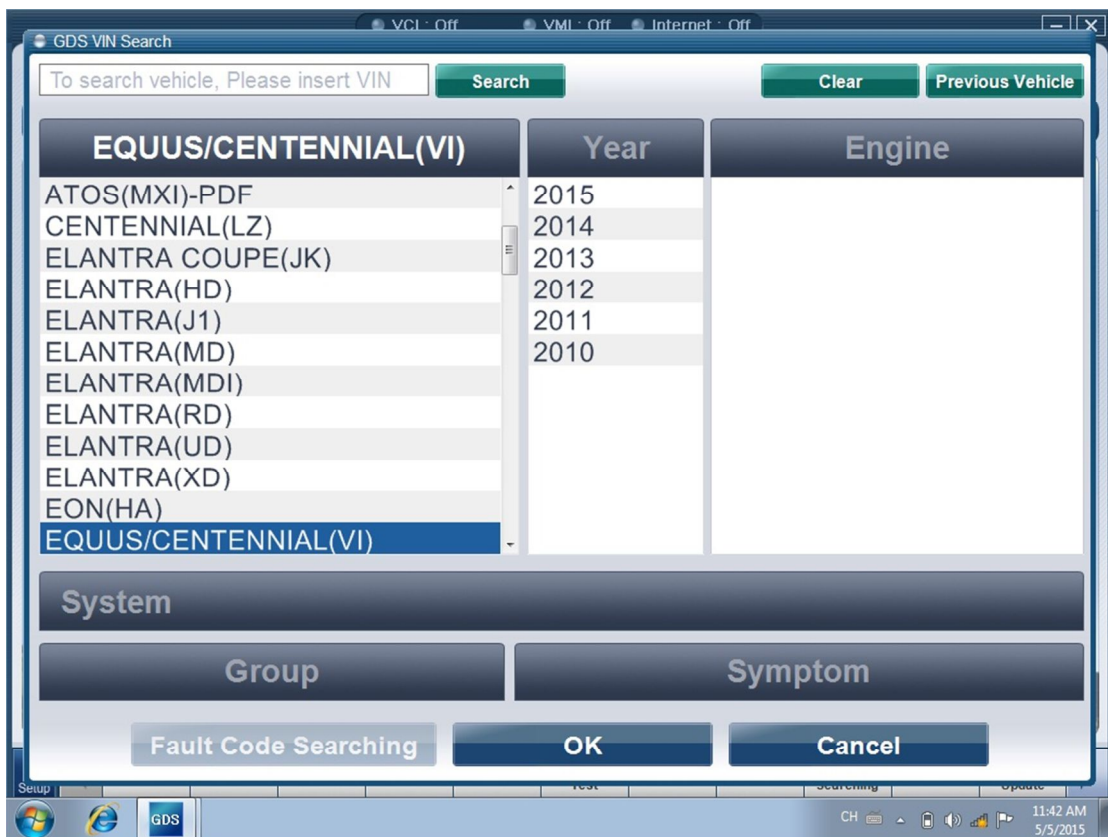 VCI : Off VMI : Off Internet : Off
GDS VIN Search
To search vehicle, Please insert VIN Search Clear Previous Vehicle
EQUUS/CENTENNIAL(VI) Year Engine
ATOS(MXI)-PDF 2015
CENTENNIAL(LZ) 2014
ELANTRA COUPE(JK) 2013
ELANTRA(HD) 2012
ELANTRA(J1) 2011
ELANTRA(MD) 2010
ELANTRA(MDI)
ELANTRA(RD)
ELANTRA(UD)
ELANTRA(XD)
EON(HA)
EQUUS/CENTENNIAL(VI)
System
Group Symptom
Fault Code Searching OK Cancel
Setup Test Searching Update
GDS CH 11:42 AM
5/5/2015